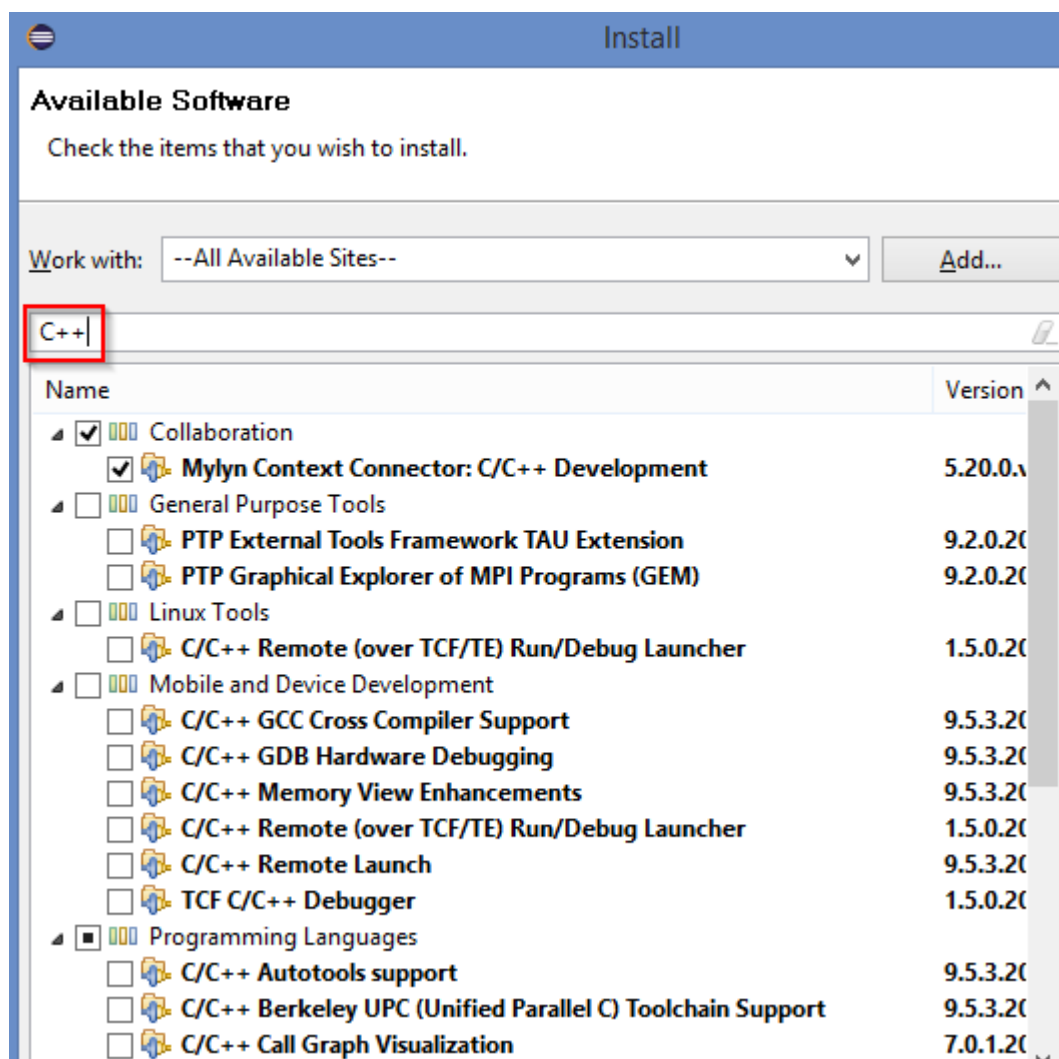 Install
Available Software
Check the items that you wish to install.
Work with: --All Available Sites-- Add...
C++
Name Version
Collaboration
Mylyn Context Connector: C/C++ Development 5.20.0.v
General Purpose Tools
PTP External Tools Framework TAU Extension 9.2.0.20
PTP Graphical Explorer of MPI Programs (GEM) 9.2.0.20
Linux Tools
C/C++ Remote (over TCF/TE) Run/Debug Launcher 1.5.0.20
Mobile and Device Development
C/C++ GCC Cross Compiler Support 9.5.3.20
C/C++ GDB Hardware Debugging 9.5.3.20
C/C++ Memory View Enhancements 9.5.3.20
C/C++ Remote (over TCF/TE) Run/Debug Launcher 1.5.0.20
C/C++ Remote Launch 9.5.3.20
TCF C/C++ Debugger 1.5.0.20
Programming Languages
C/C++ Autotools support 9.5.3.20
C/C++ Berkeley UPC (Unified Parallel C) Toolchain Support 9.5.3.20
C/C++ Call Graph Visualization 7.0.1.20